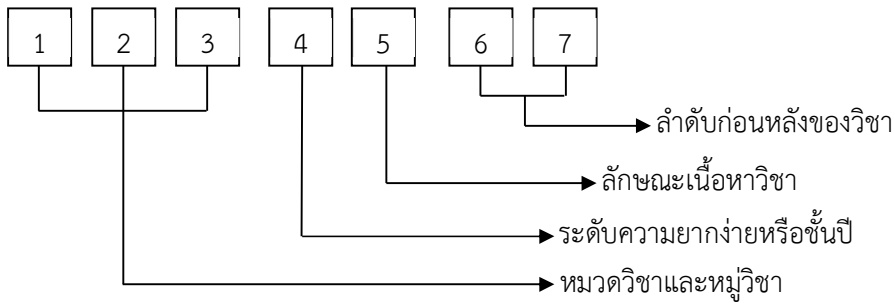 1 2 3 4 5 6 7
ลำดับก่อนหลังของวิชา
ลักษณะเนื้อหาวิชา
ระดับความยากง่ายหรือชั้นปี
หมวดวิชาและหมู่วิชา